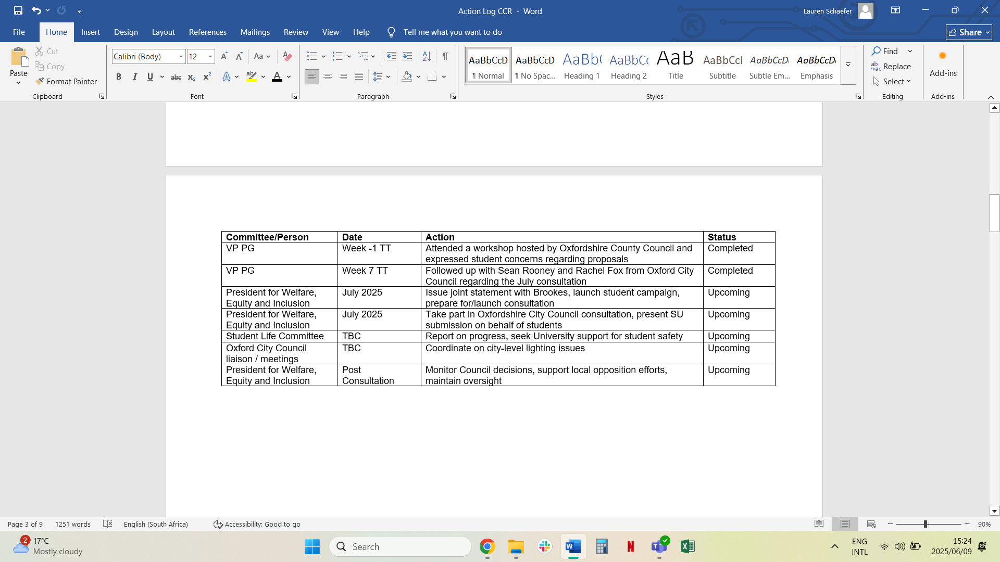 Action Log CCR - Word
Lauren Schaefer
File Home Insert Design Layout References Mailings Review View Help Tell me what you want to do
Share
Paste
Cut
Copy
Format Painter
Clipboard
Calibri (Body) 12
Font
Paragraph
AaBbCcD AaBbCcD AaBb( AaBbCc AaB AaBbCcI AaBbCcD AaBbCcD
¶ Normal ¶ No Spac... Heading 1 Heading 2 Title Subtitle Subtle Em... Emphasis
Styles
Find
Replace
Select
Editing
Add-ins
Add-ins
Committee/Person Date Action Status
VP PG Week -1 TT Attended a workshop hosted by Oxfordshire County Council and Completed
expressed student concerns regarding proposals
VP PG Week 7 TT Followed up with Sean Rooney and Rachel Fox from Oxford City Completed
Council regarding the July consultation
President for Welfare, July 2025 Issue joint statement with Brookes, launch student campaign, Upcoming
Equity and Inclusion prepare for/launch consultation
President for Welfare, July 2025 Take part in Oxfordshire City Council consultation, present SU Upcoming
Equity and Inclusion submission on behalf of students
Student Life Committee TBC Report on progress, seek University support for student safety Upcoming
Oxford City Council TBC Coordinate on city-level lighting issues Upcoming
liaison / meetings
President for Welfare, Post Monitor Council decisions, support local opposition efforts, Upcoming
Equity and Inclusion Consultation maintain oversight
Page 3 of 9 1251 words English (South Africa) Accessibility: Good to go 90%
2
17°C
Mostly cloudy
Search
ENG
INTL
15:24
2025/06/09